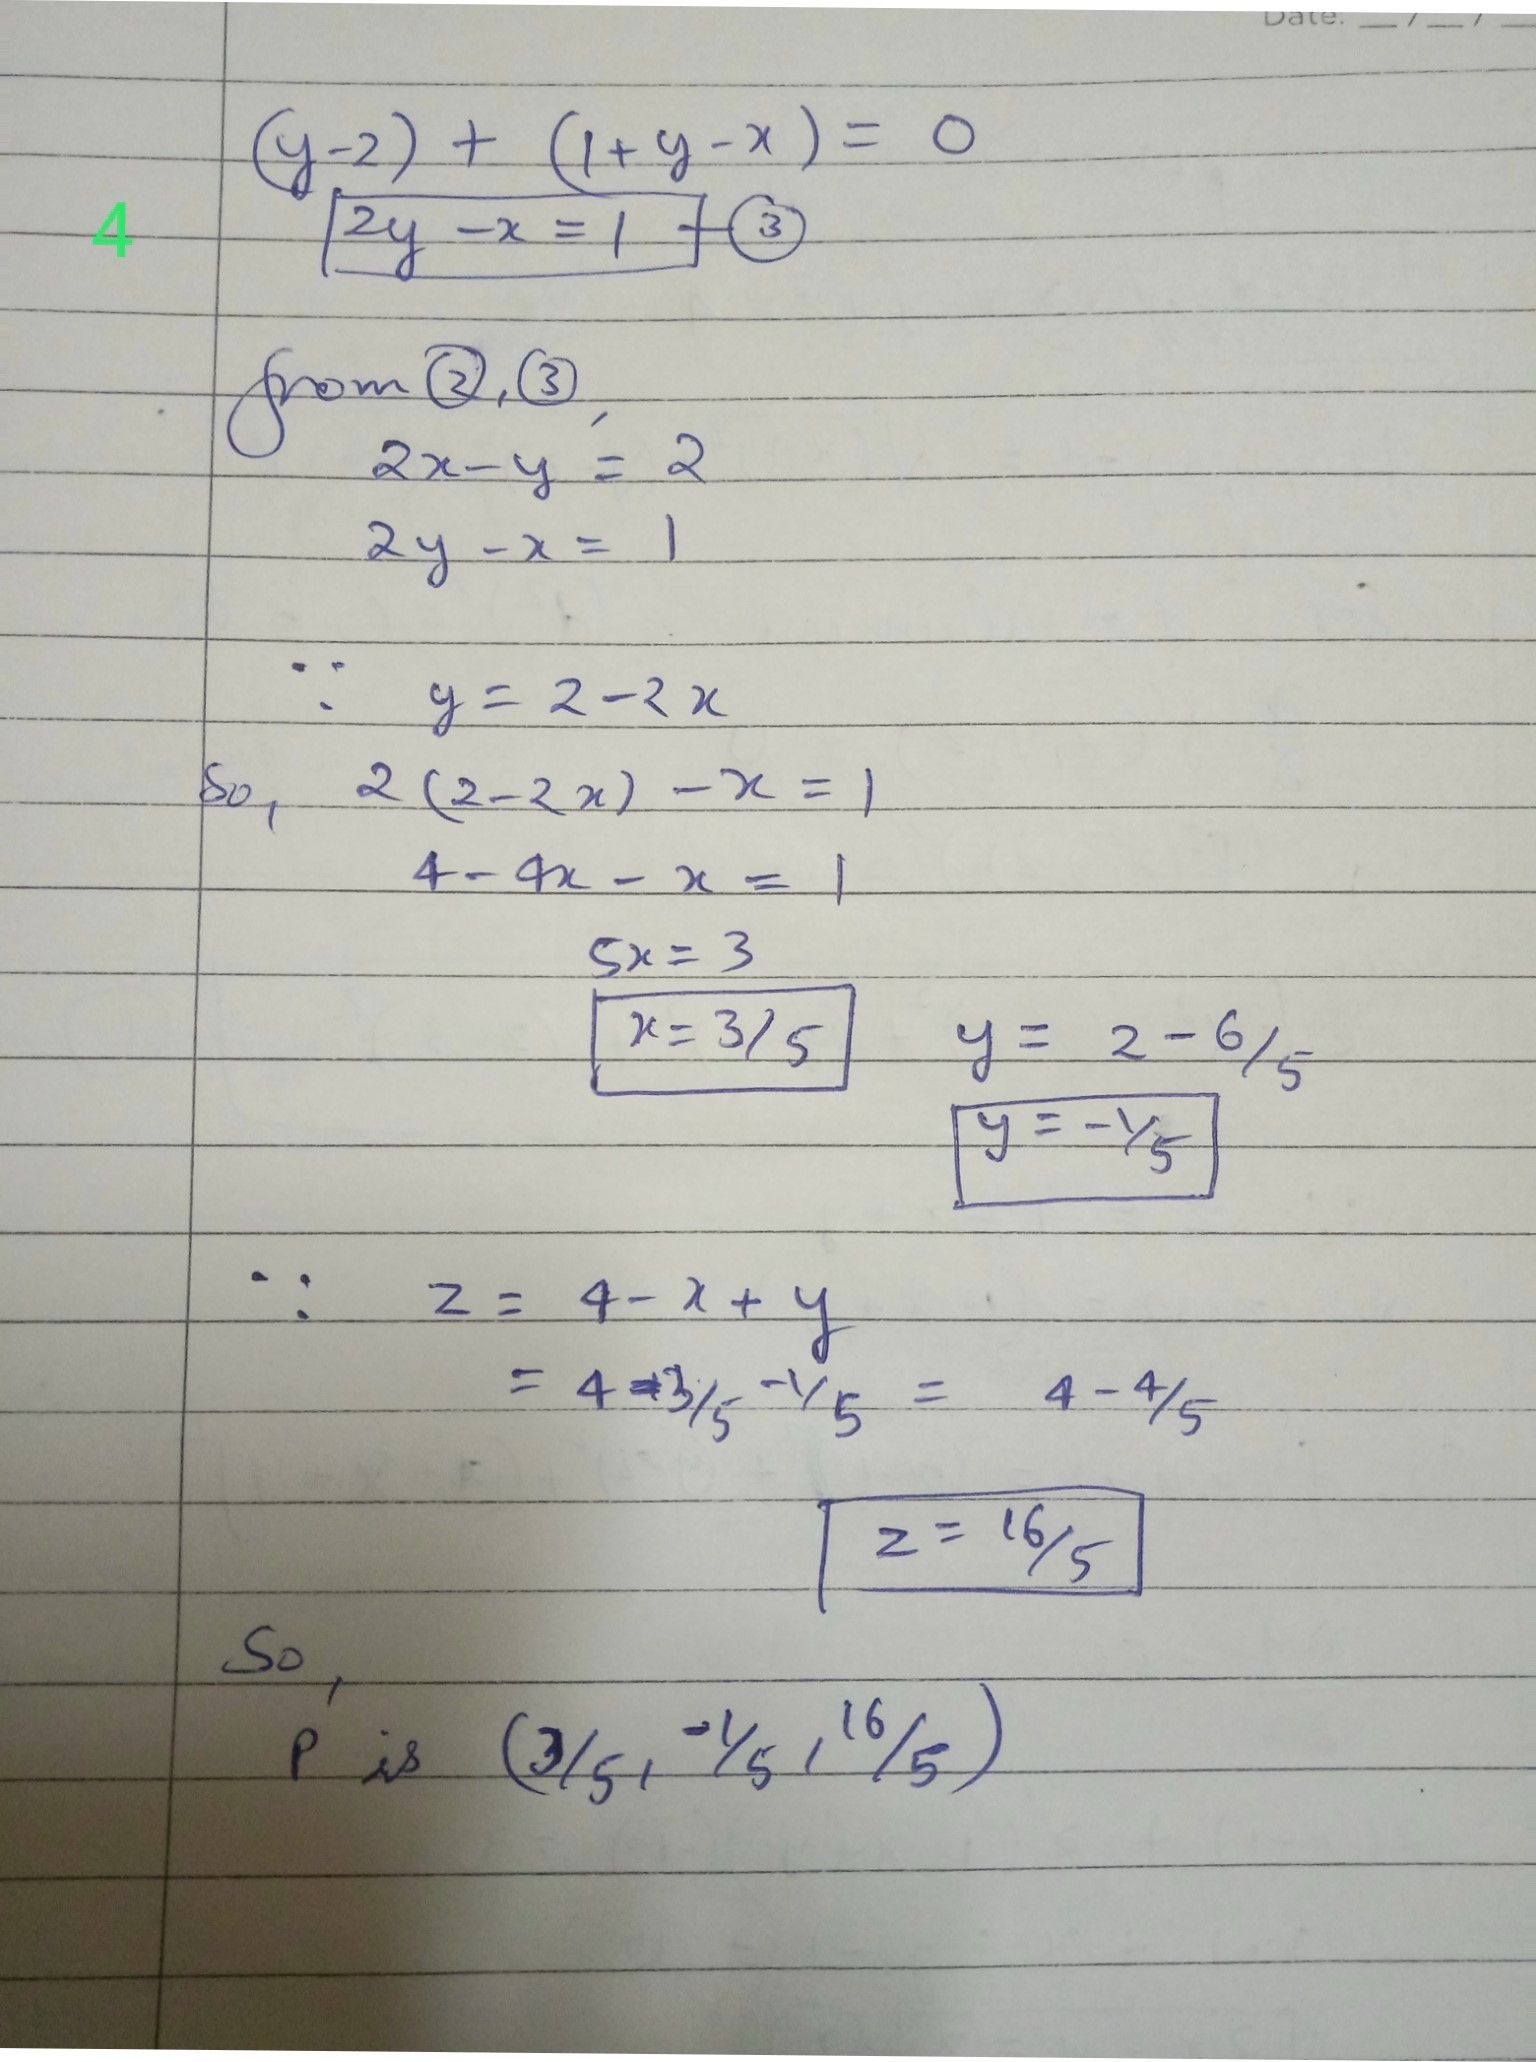 Date: __/__/__
(y-2) + (1+y-x) = 0
4
2y - x = 1 - ③
from ②, ③,
2x - y = 2
2y - x = 1
∵ y = 2 - 2x
So, 2(2-2x) - x = 1
4 - 4x - x = 1
5x = 3
x = 3/5 y = 2 - 6/5
y = -1/5
∵ z = 4 - x + y
= 4 - 3/5 - 1/5 = 4 - 4/5
z = 16/5
So,
P is (3/5, -1/5, 16/5)